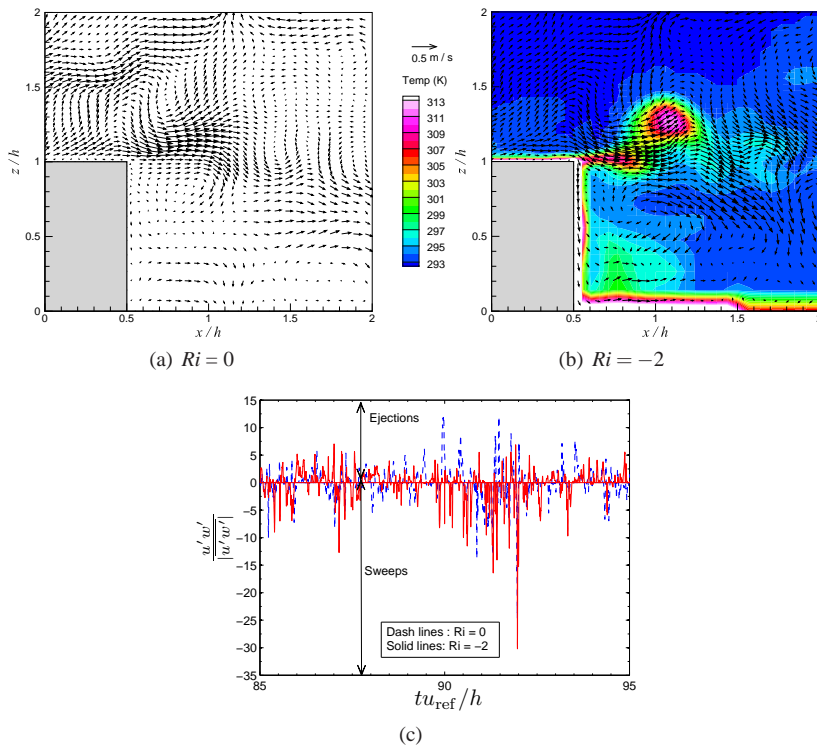 2
1.5
1
0.5
0
z / h
0 0.5 1 1.5 2
x / h
(a) Ri = 0
0.5 m / s
Temp (K)
313
311
309
307
305
303
301
299
297
295
293
2
1.5
1
0.5
0
z / h
0 0.5 1 1.5
x / h
(b) Ri = −2
15
10
5
0
−5
−10
−15
−20
−25
−30
−35
u′w′
|u′w′|
Ejections
Sweeps
Dash lines : Ri = 0
Solid lines: Ri = −2
85 90 95
tu_ref/h
(c)